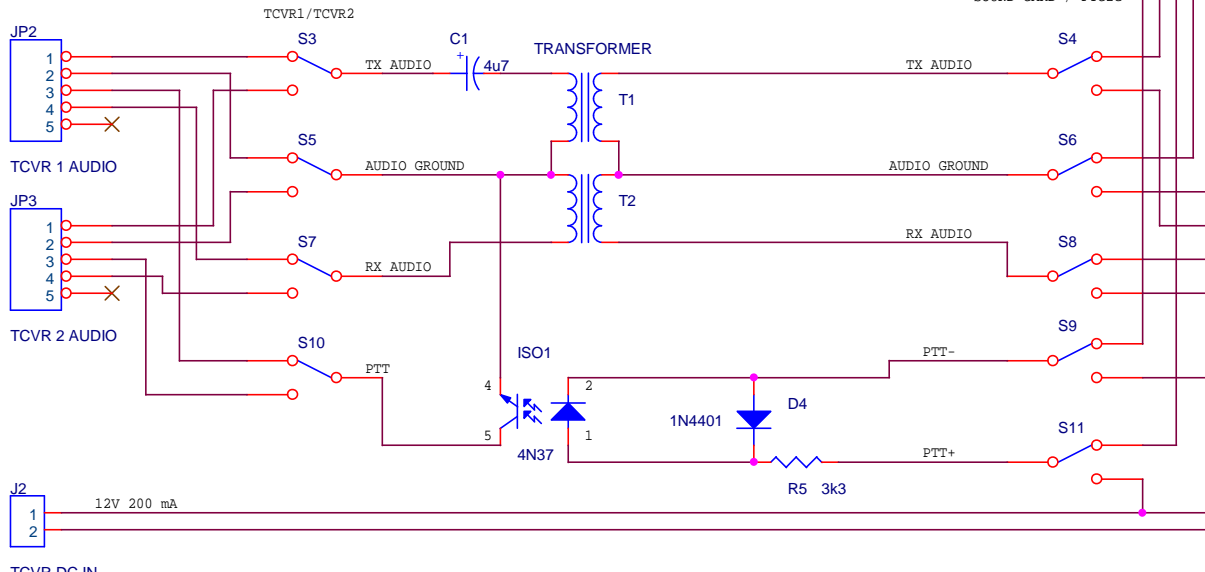 TCVR1/TCVR2
JP2
1
2
3
4
5
TCVR 1 AUDIO
JP3
1
2
3
4
5
TCVR 2 AUDIO
S3
TX AUDIO
C1
+
4u7
TRANSFORMER
T1
TX AUDIO
S4
S5
AUDIO GROUND
AUDIO GROUND
S6
T2
S7
RX AUDIO
RX AUDIO
S8
S10
PTT
ISO1
4
5
2
1
4N37
D4
1N4401
R5 3k3
PTT-
S9
PTT+
S11
J2
1
2
12V 200 mA
TCVR DC IN